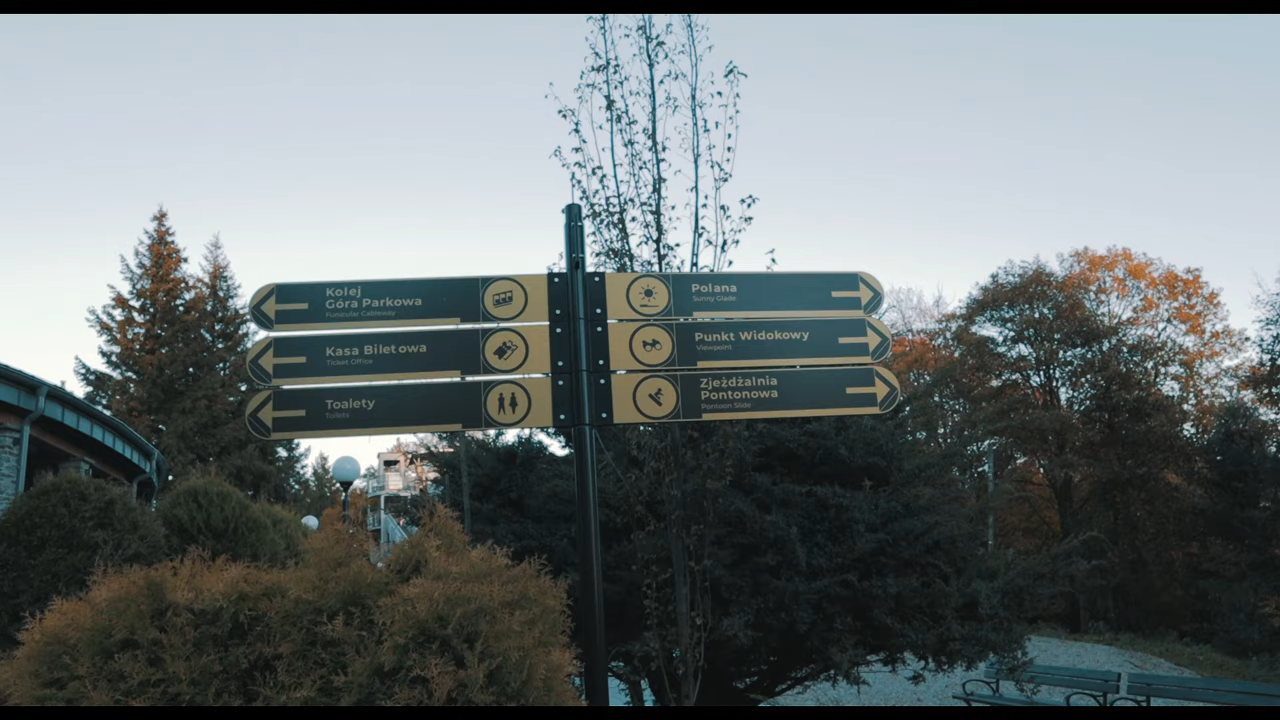 Kolej
Góra Parkowa
Funicular Cableway
Kasa Biletowa
Ticket Office
Toalety
Toilets
Polana
Sunny Glade
Punkt Widokowy
Viewpoint
Zjeżdżalnia
Pontonowa
Pontoon Slide